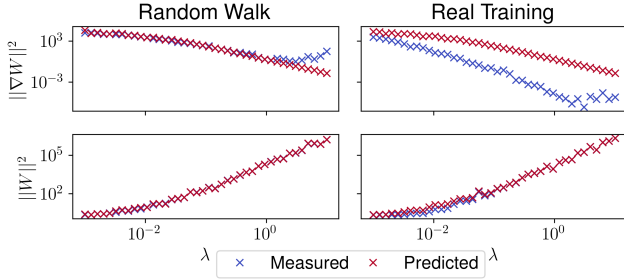 Random Walk
Real Training
||∇W||²
10³
10⁻³
||W||²
10⁵
10²
10⁻²
10⁰
10⁻²
10⁰
λ
λ
Measured
Predicted